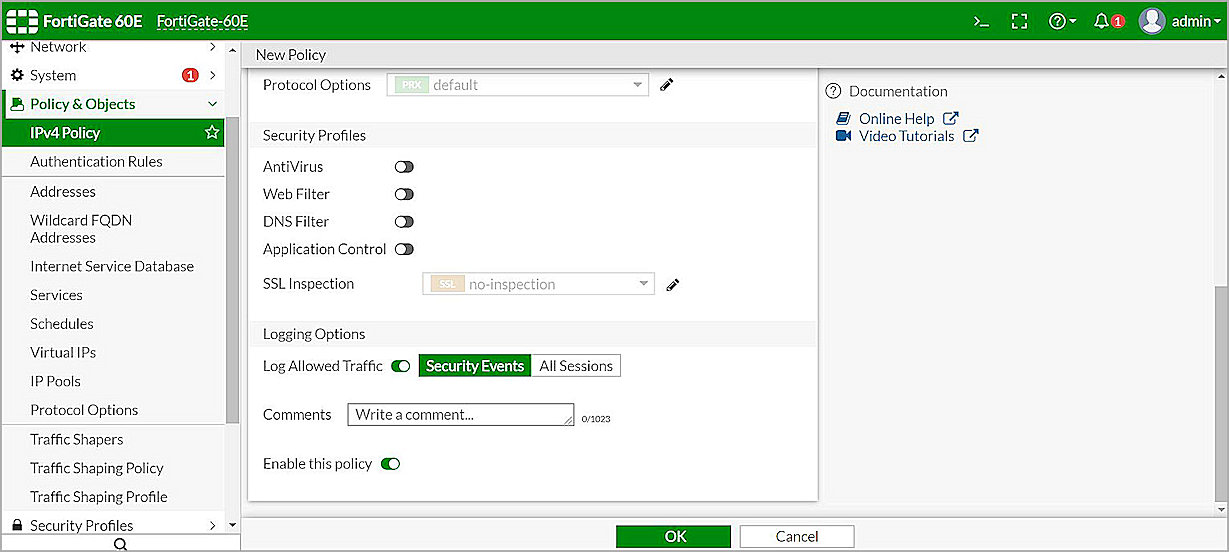 FortiGate 60E FortiGate-60E >_ 1 admin
Network
System 1
Policy & Objects
IPv4 Policy
Authentication Rules
Addresses
Wildcard FQDN
Addresses
Internet Service Database
Services
Schedules
Virtual IPs
IP Pools
Protocol Options
Traffic Shapers
Traffic Shaping Policy
Traffic Shaping Profile
Security Profiles
New Policy
Protocol Options PRX default
Security Profiles
AntiVirus
Web Filter
DNS Filter
Application Control
SSL Inspection SSL no-inspection
Logging Options
Log Allowed Traffic Security Events All Sessions
Comments Write a comment... 0/1023
Enable this policy
OK Cancel
Documentation
Online Help
Video Tutorials